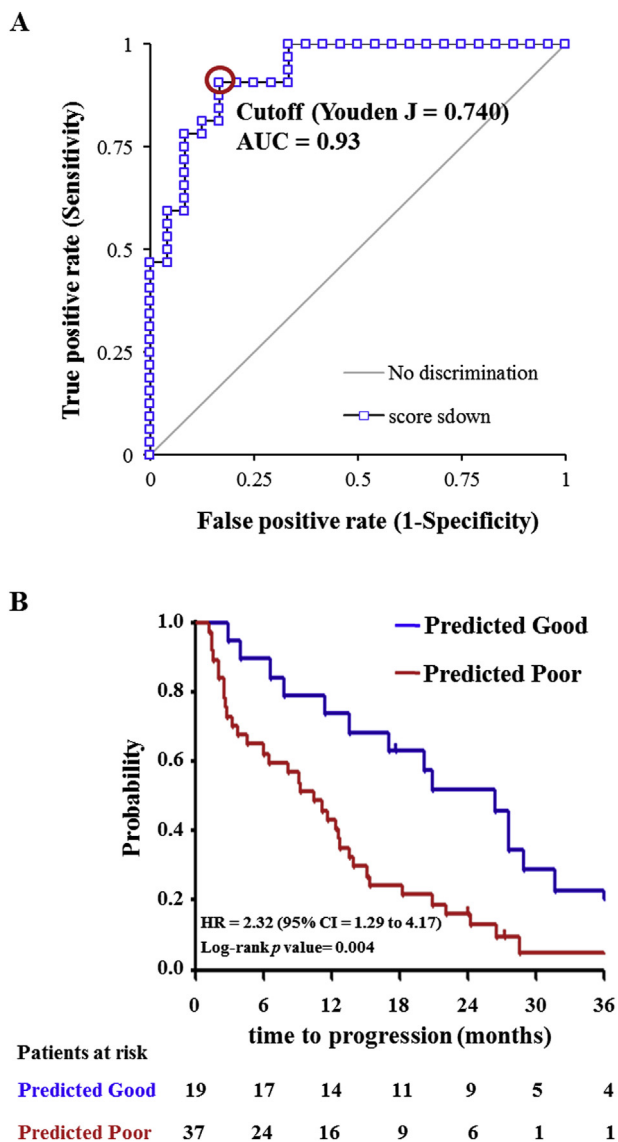 A
1
0.75
0.5
0.25
0
True positive rate (Sensitivity)
Cutoff (Youden J = 0.740)
AUC = 0.93
No discrimination
score sdown
0 0.25 0.5 0.75 1
False positive rate (1-Specificity)
B
1.0
0.8
0.6
0.4
0.2
0.0
Probability
Predicted Good
Predicted Poor
HR = 2.32 (95% CI = 1.29 to 4.17)
Log-rank p value= 0.004
0 6 12 18 24 30 36
time to progression (months)
Patients at risk
Predicted Good 19 17 14 11 9 5 4
Predicted Poor 37 24 16 9 6 1 1